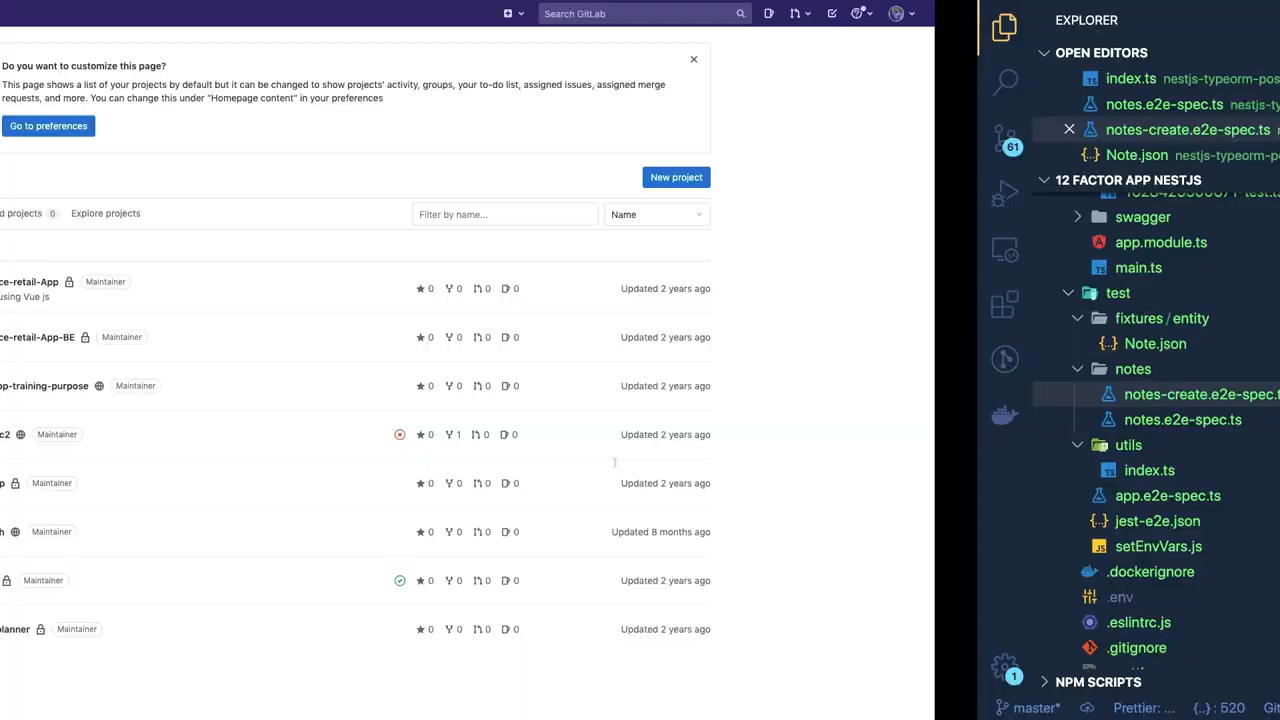 Search GitLab
Do you want to customize this page?
This page shows a list of your projects by default but it can be changed to show projects' activity, groups, your to-do list, assigned issues, assigned merge
requests, and more. You can change this under "Homepage content" in your preferences
Go to preferences
New project
d projects 0 Explore projects
Filter by name...
Name
ce-retail-App Maintainer
using Vue js
0 0 0 0 Updated 2 years ago
ce-retail-App-BE Maintainer 0 0 0 0 Updated 2 years ago
pp-training-purpose Maintainer 0 0 0 0 Updated 2 years ago
c2 Maintainer 0 1 0 0 Updated 2 years ago
p Maintainer 0 0 0 0 Updated 2 years ago
h Maintainer 0 0 0 0 Updated 8 months ago
Maintainer 0 0 0 0 Updated 2 years ago
planner Maintainer 0 0 0 0 Updated 2 years ago
EXPLORER
OPEN EDITORS
index.ts nestjs-typeorm-pos
notes.e2e-spec.ts nestjs-ty
notes-create.e2e-spec.ts
Note.json nestjs-typeorm-po
61
12 FACTOR APP NESTJS
swagger
app.module.ts
main.ts
test
fixtures / entity
Note.json
notes
notes-create.e2e-spec.t
notes.e2e-spec.ts
utils
index.ts
app.e2e-spec.ts
jest-e2e.json
setEnvVars.js
.dockerignore
.env
.eslintrc.js
.gitignore
1
NPM SCRIPTS
master* Prettier: ... {..} : 520 Git